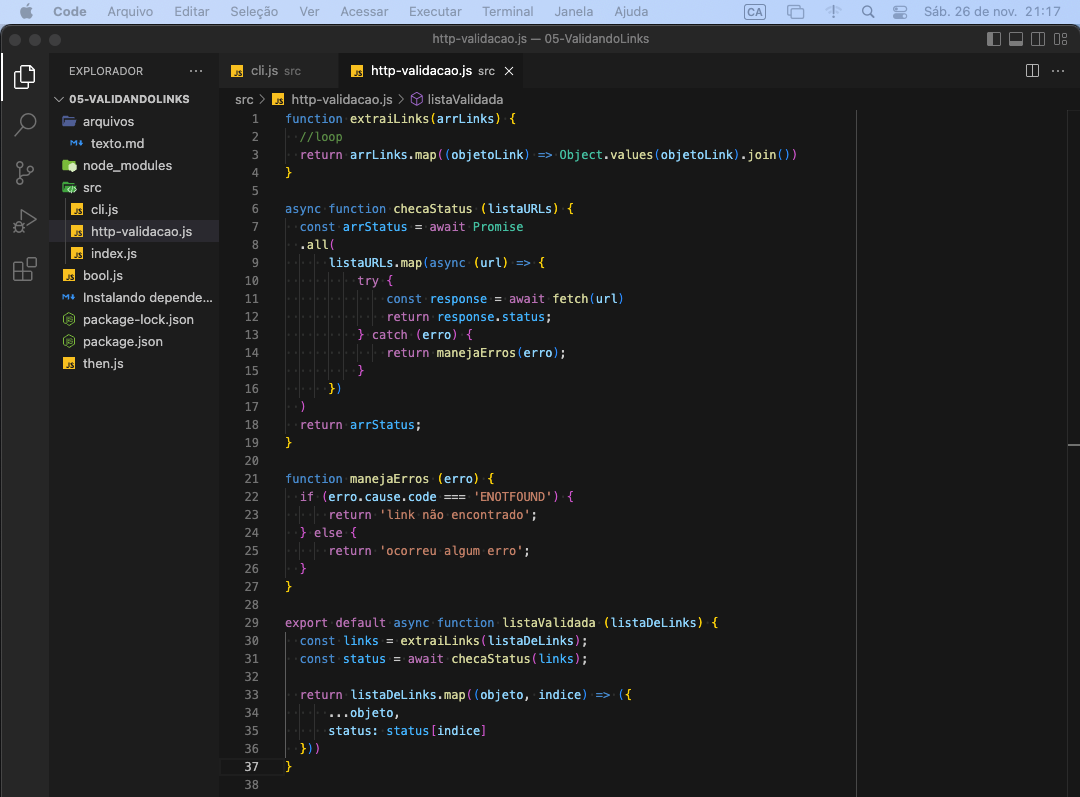 Code Arquivo Editar Seleção Ver Acessar Executar Terminal Janela Ajuda CA Sáb. 26 de nov. 21:17
http-validacao.js — 05-ValidandoLinks
EXPLORADOR ···
05-VALIDANDOLINKS
arquivos
texto.md
node_modules
src
cli.js
http-validacao.js
index.js
bool.js
Instalando depende...
package-lock.json
package.json
then.js
cli.js src
http-validacao.js src
src > http-validacao.js > listaValidada
1 function extraiLinks(arrLinks) {
2 //loop
3 return arrLinks.map((objetoLink) => Object.values(objetoLink).join())
4 }
5
6 async function checaStatus (listaURLs) {
7 const arrStatus = await Promise
8 .all(
9 listaURLs.map(async (url) => {
10 try {
11 const response = await fetch(url)
12 return response.status;
13 } catch (erro) {
14 return manejaErros(erro);
15 }
16 })
17 )
18 return arrStatus;
19 }
20
21 function manejaErros (erro) {
22 if (erro.cause.code === 'ENOTFOUND') {
23 return 'link não encontrado';
24 } else {
25 return 'ocorreu algum erro';
26 }
27 }
28
29 export default async function listaValidada (listaDeLinks) {
30 const links = extraiLinks(listaDeLinks);
31 const status = await checaStatus(links);
32
33 return listaDeLinks.map((objeto, indice) => ({
34 ...objeto,
35 status: status[indice]
36 }))
37 }
38